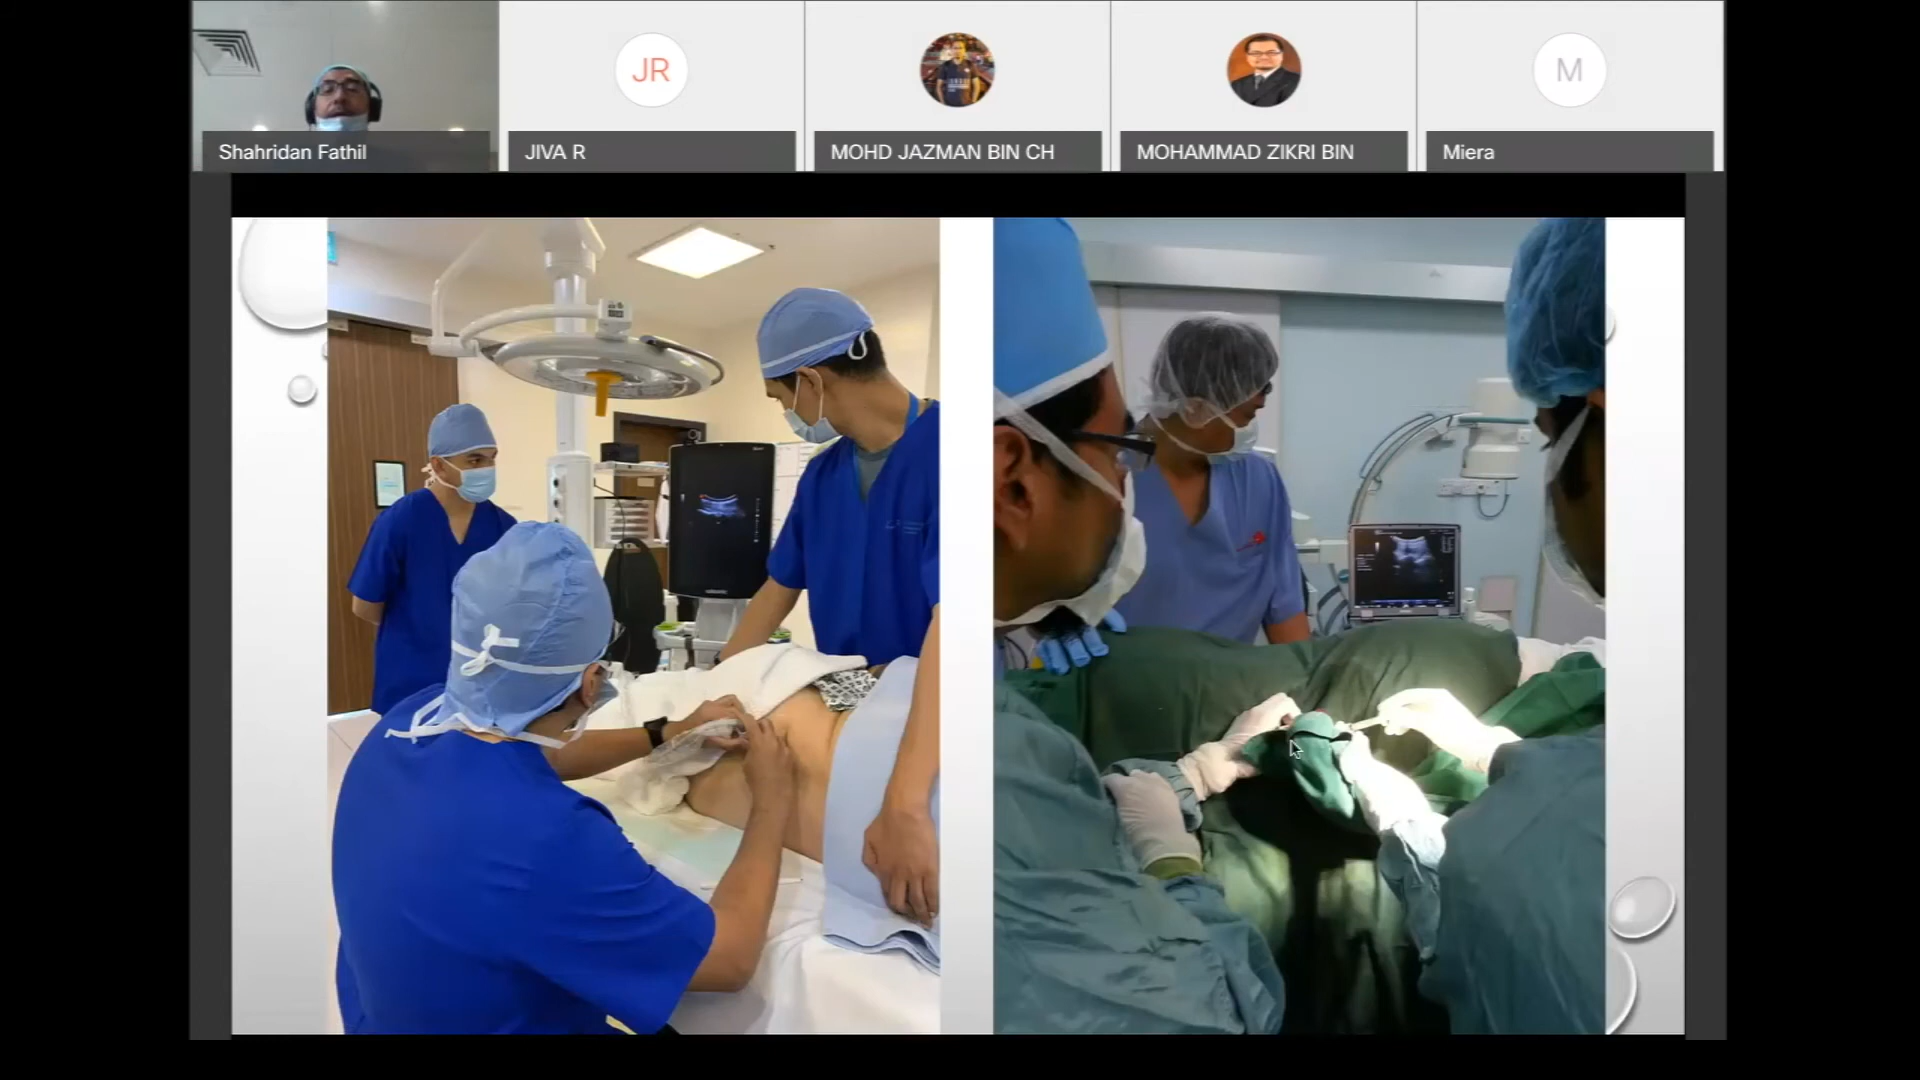 Shahridan Fathil
JR
JIVA R
MOHD JAZMAN BIN CH
MOHAMMAD ZIKRI BIN
M
Miera